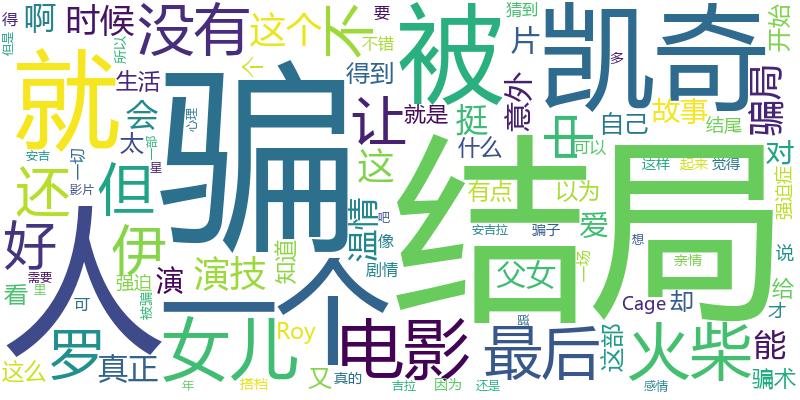 得
要
猜到
啊
时候
没有
这个
不
被
凯奇
片
开始
但是
所以
不错
就
骗
生活
个
得到
意外
故事
骗局
多
会
让
就是
挺
中
自己
结尾
太
心理
一部
什么
可以
对
安吉
一切
还
但
这
结局
这样
起来
觉得
星
有点
以为
强迫症
影片
人
好
伊
温情
吧
像
安吉拉
骗子
爱
想
一个
知道
一场
说
需要
强迫
演
演技
剧情
父女
亲情
给
看
里
可
被骗
罗
女儿
Roy
电影
最后
Cage
却
才
这部
火柴
能
这么
真正
又
骗术
年
搭档
真的
吉拉
因为
还是
感情